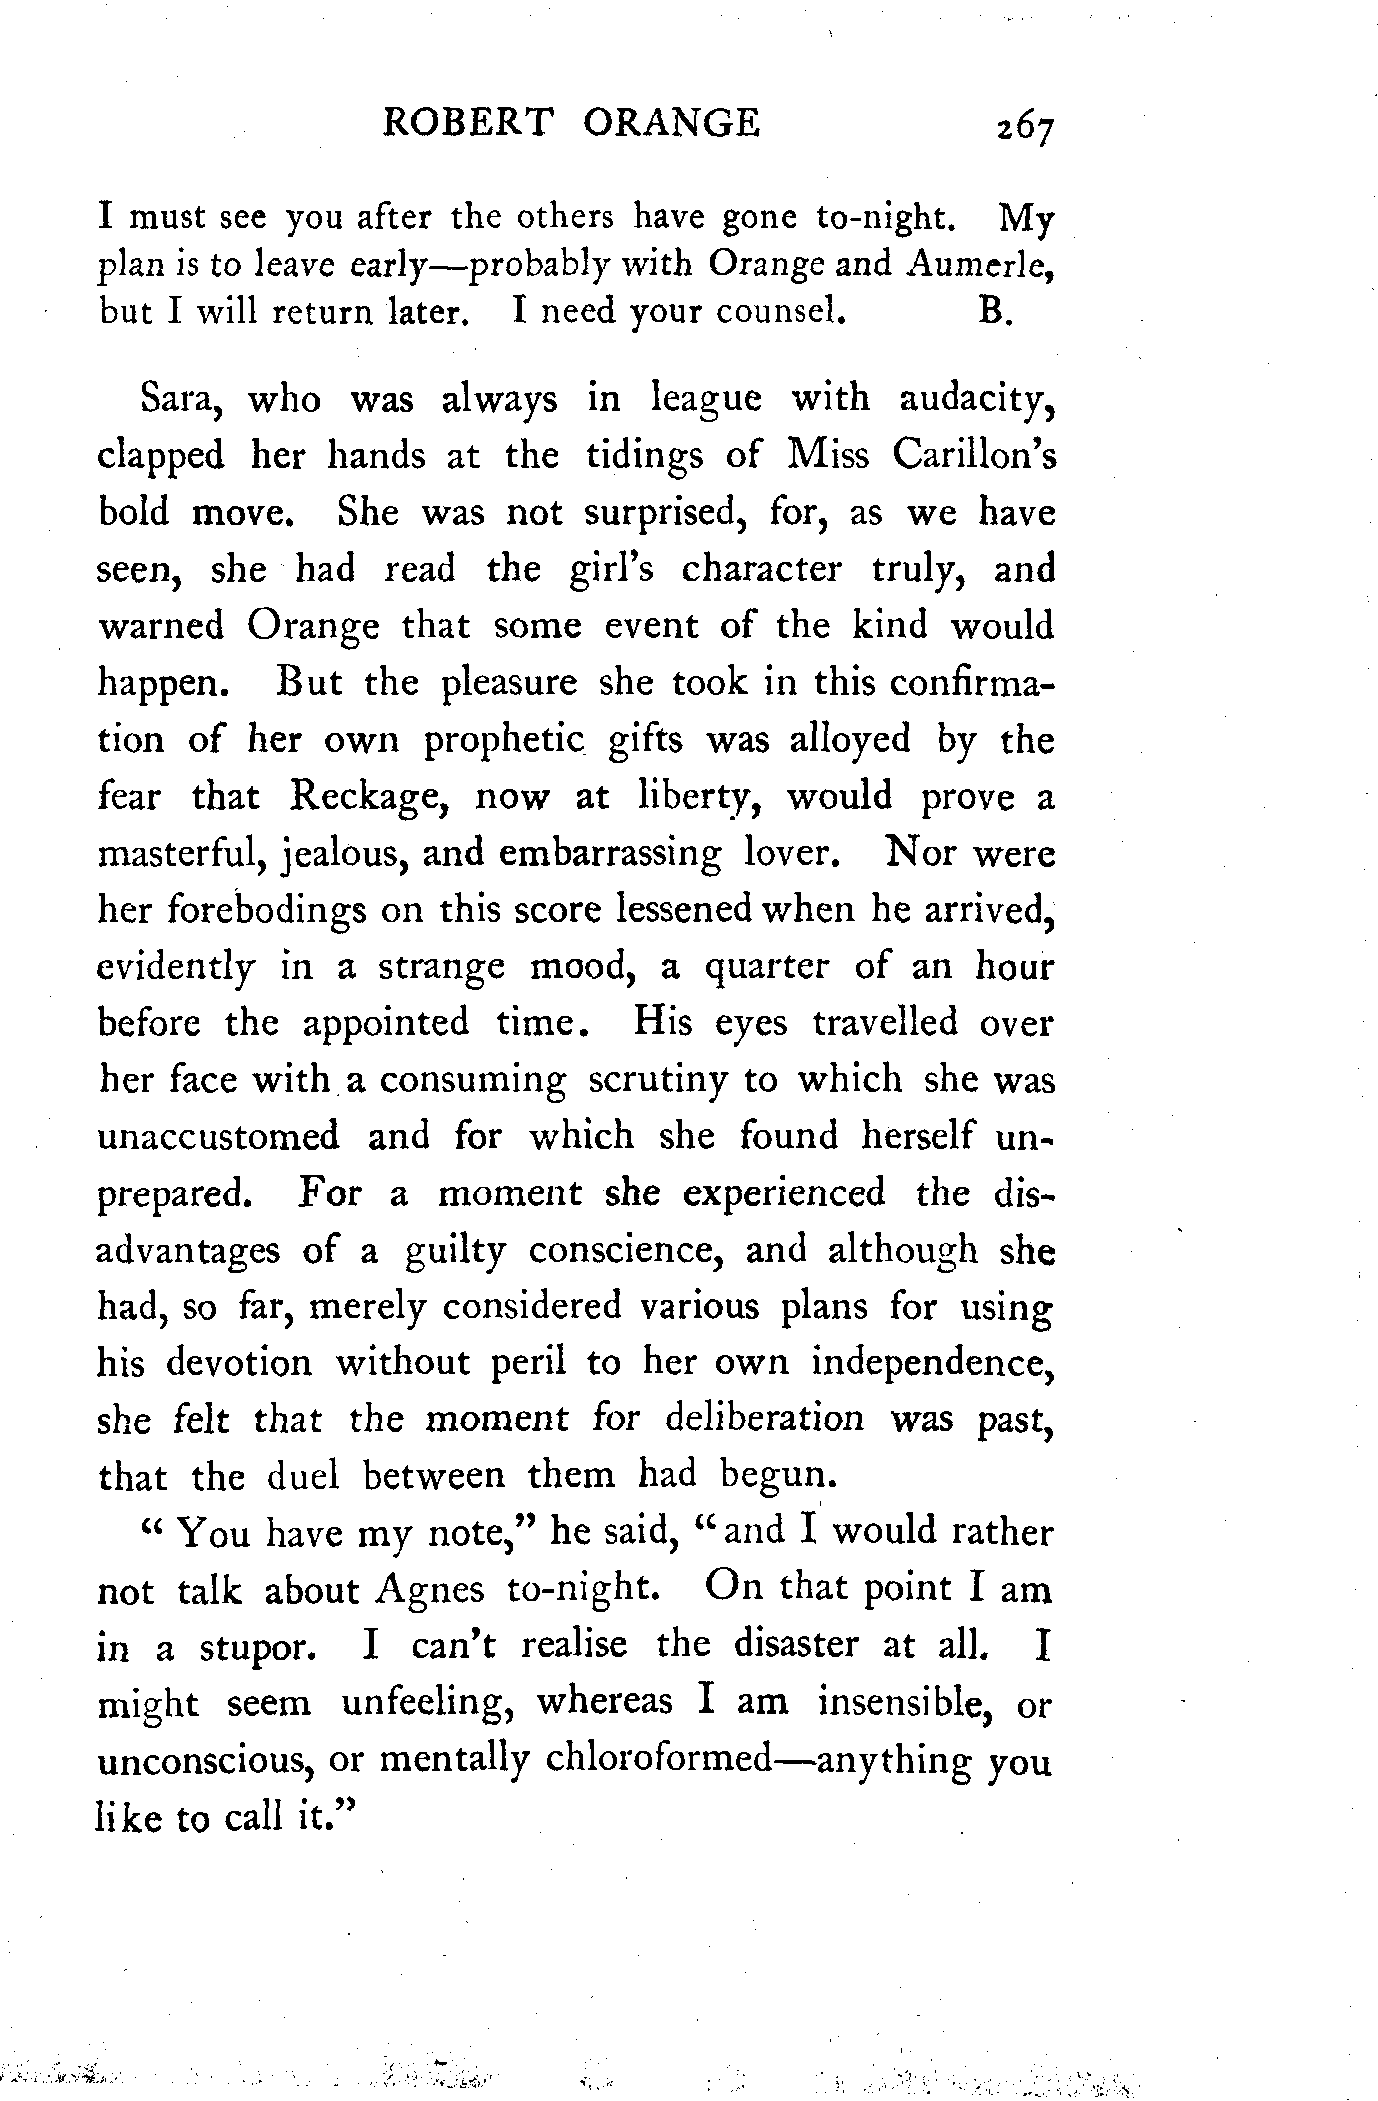 ROBERT ORANGE 267
I must see you after the others have gone to-night. My
plan is to leave early—probably with Orange and Aumerle,
but I will return later. I need your counsel. B.
Sara, who was always in league with audacity,
clapped her hands at the tidings of Miss Carillon's
bold move. She was not surprised, for, as we have
seen, she had read the girl's character truly, and
warned Orange that some event of the kind would
happen. But the pleasure she took in this confirma-
tion of her own prophetic gifts was alloyed by the
fear that Reckage, now at liberty, would prove a
masterful, jealous, and embarrassing lover. Nor were
her forebodings on this score lessened when he arrived,
evidently in a strange mood, a quarter of an hour
before the appointed time. His eyes travelled over
her face with a consuming scrutiny to which she was
unaccustomed and for which she found herself un-
prepared. For a moment she experienced the dis-
advantages of a guilty conscience, and although she
had, so far, merely considered various plans for using
his devotion without peril to her own independence,
she felt that the moment for deliberation was past,
that the duel between them had begun.
“ You have my note,” he said, “ and I would rather
not talk about Agnes to-night. On that point I am
in a stupor. I can't realise the disaster at all. I
might seem unfeeling, whereas I am insensible, or
unconscious, or mentally chloroformed—anything you
like to call it.”